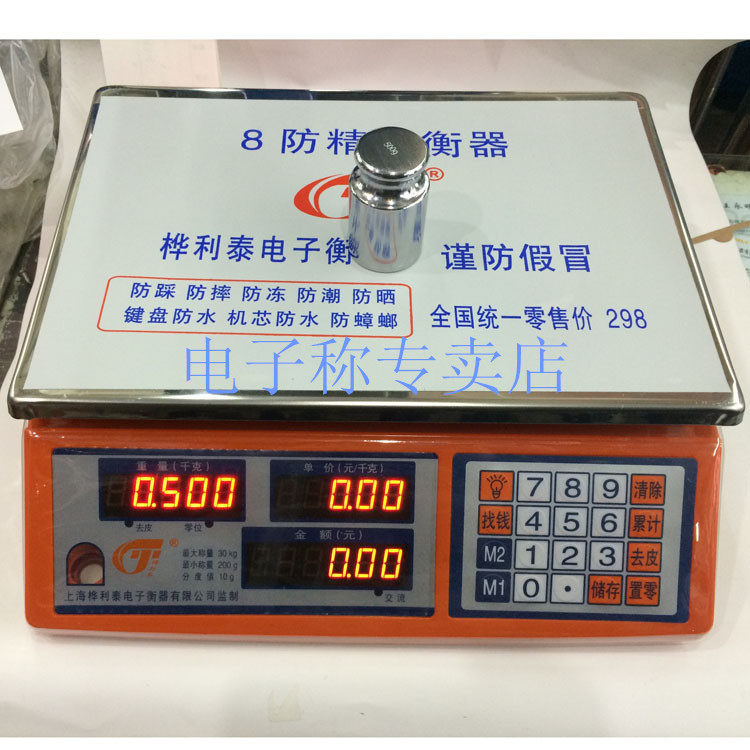 500g
8防精 衡器
®
桦利泰电子衡 谨防假冒
防踩 防摔 防冻 防潮 防晒
键盘防水 机芯防水 防蟑螂
全国统一零售价 298
电子称专卖店
重量(千克) 单价(元/千克)
0.500 0.00
去皮 零位
金额(元)
0.00
交流
®
最大称量 30kg
最小称量 200g
分度值 10g
上海桦利泰电子衡器有限公司监制
7 8 9 清除
找钱 4 5 6 累计
M2 1 2 3 去皮
M1 0 . 储存 置零